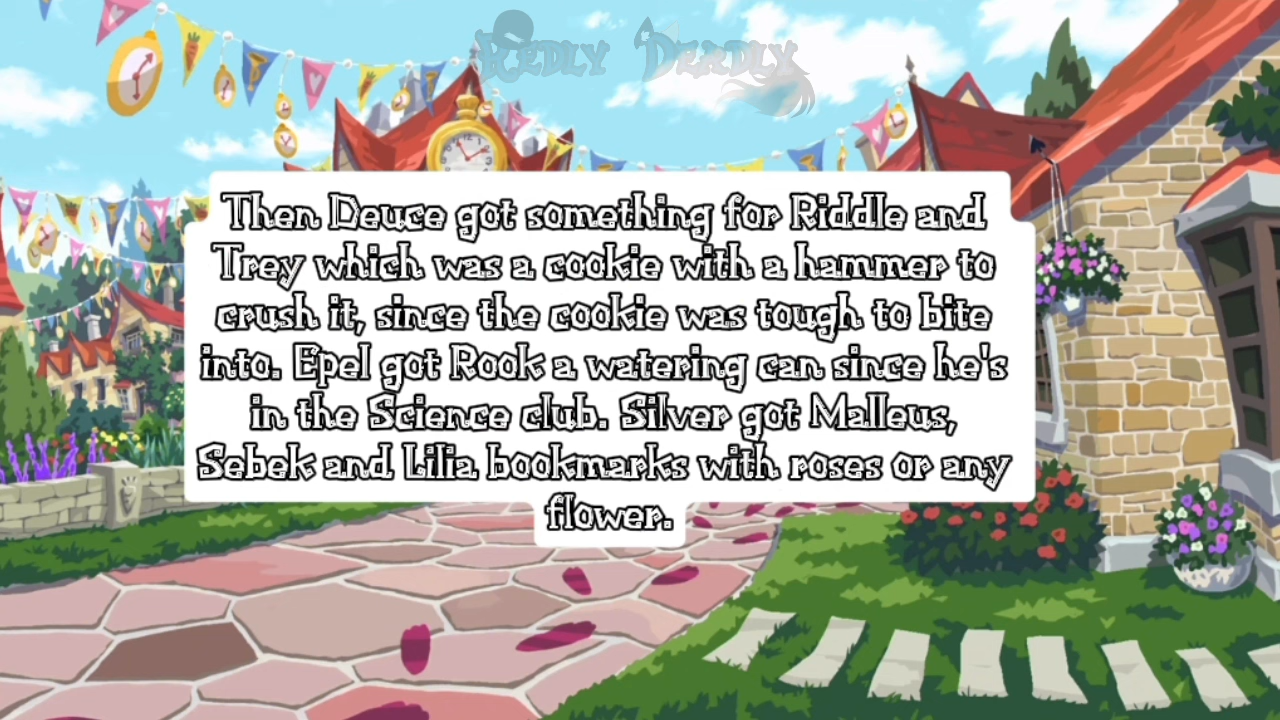 Redly Deadly
Then Deuce got something for Riddle and
Trey which was a cookie with a hammer to
crush it, since the cookie was tough to bite
into. Epel got Rook a watering can since he's
in the Science club. Silver got Malleus,
Sebek and Lilia bookmarks with roses or any
flower.